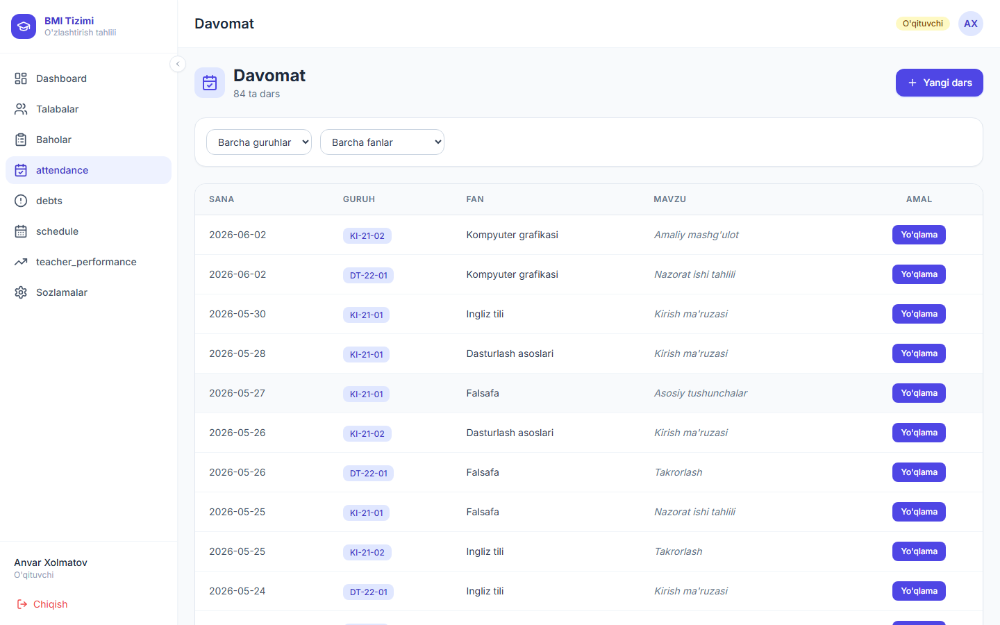 BMI Tizimi
O'zlashtirish tahlili
Dashboard
Talabalar
Baholar
attendance
debts
schedule
teacher_performance
Sozlamalar
Anvar Xolmatov
O'qituvchi
Chiqish
Davomat
O'qituvchi
AX
Davomat
84 ta dars
Yangi dars
Barcha guruhlar
Barcha fanlar
SANA GURUH FAN MAVZU AMAL
2026-06-02 KI-21-02 Kompyuter grafikasi Amaliy mashg'ulot Yo'qlama
2026-06-02 DT-22-01 Kompyuter grafikasi Nazorat ishi tahlili Yo'qlama
2026-05-30 KI-21-01 Ingliz tili Kirish ma'ruzasi Yo'qlama
2026-05-28 KI-21-01 Dasturlash asoslari Kirish ma'ruzasi Yo'qlama
2026-05-27 KI-21-01 Falsafa Asosiy tushunchalar Yo'qlama
2026-05-26 KI-21-02 Dasturlash asoslari Kirish ma'ruzasi Yo'qlama
2026-05-26 DT-22-01 Falsafa Takrorlash Yo'qlama
2026-05-25 KI-21-01 Falsafa Nazorat ishi tahlili Yo'qlama
2026-05-25 KI-21-02 Ingliz tili Takrorlash Yo'qlama
2026-05-24 DT-22-01 Ingliz tili Kirish ma'ruzasi Yo'qlama